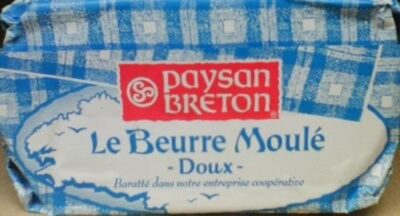 PAYSAN
BRETON
Le Beurre Moulé
- Doux -
Baratté dans notre entreprise coopérative